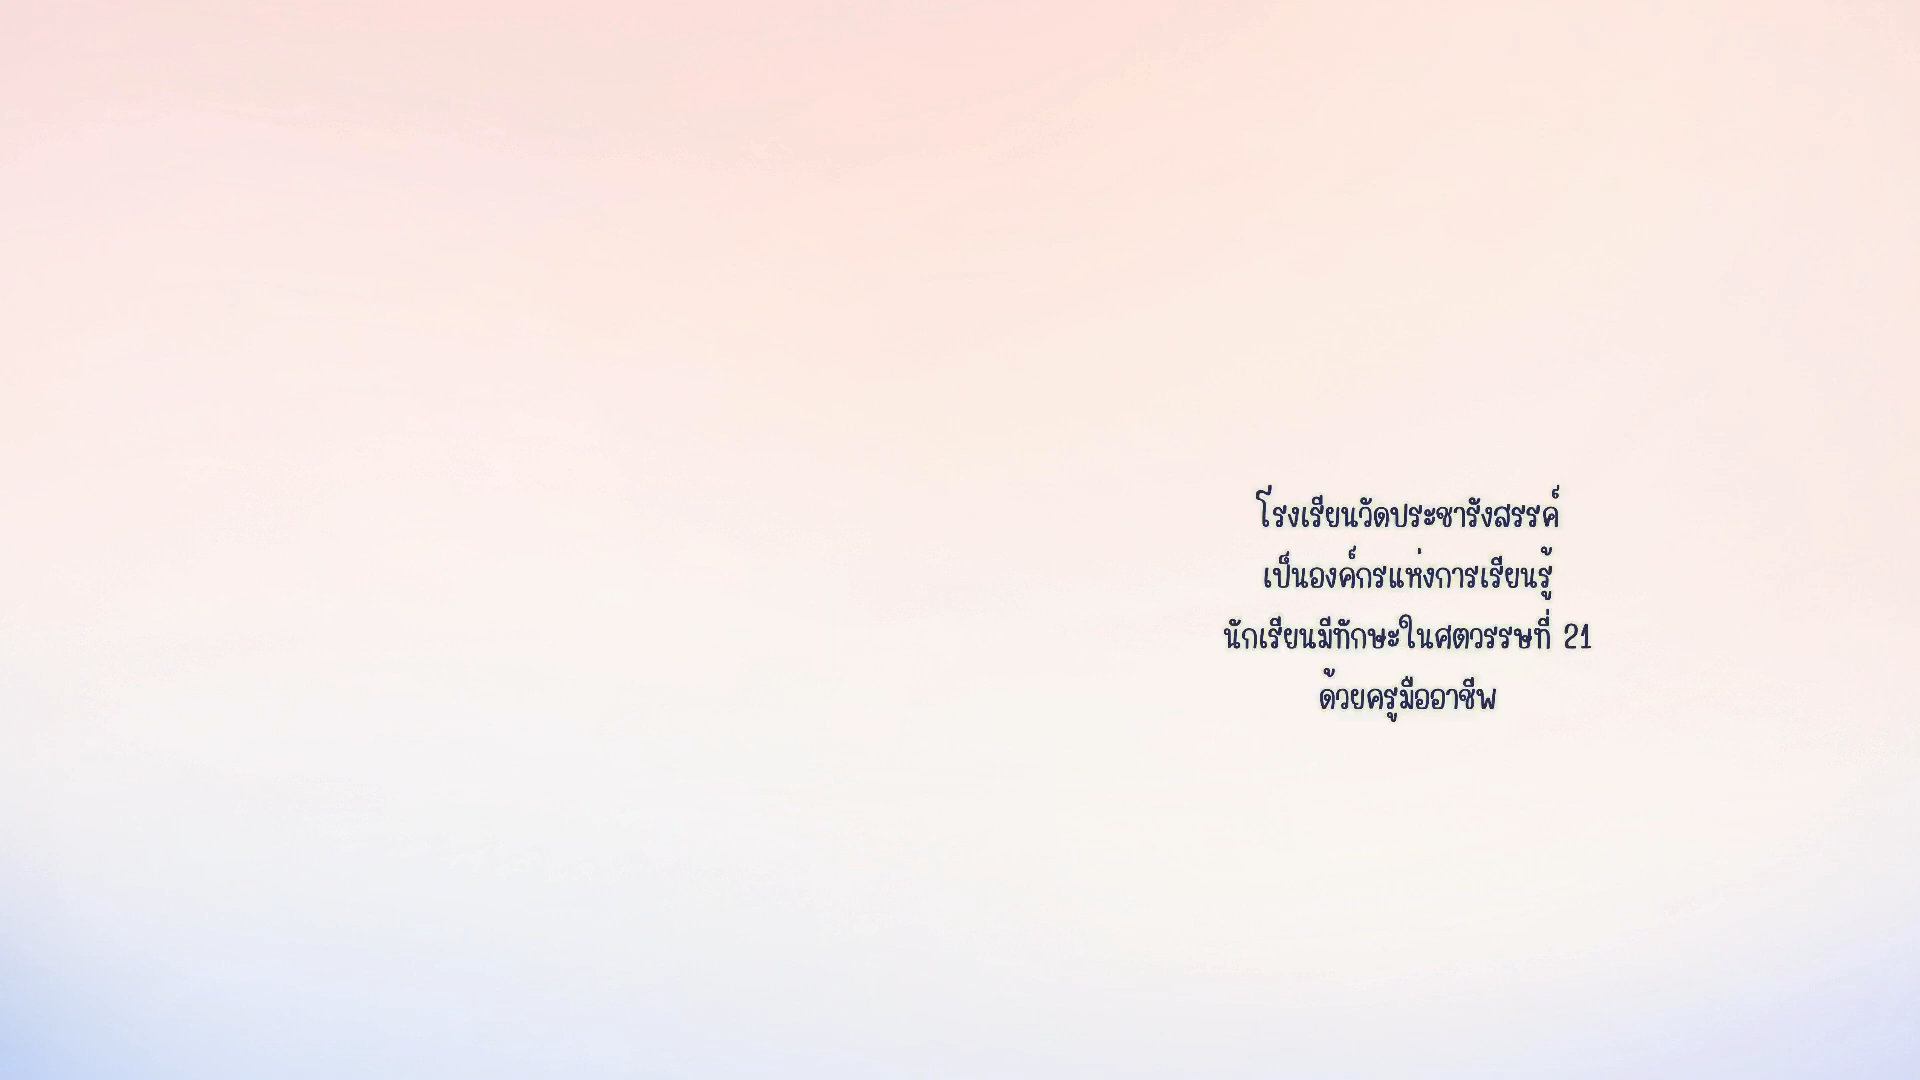 โรงเรียนวัดประชารังสรรค์
เป็นองค์กรแห่งการเรียนรู้
นักเรียนมีทักษะในศตวรรษที่ 21
ด้วยครูมืออาชีพ